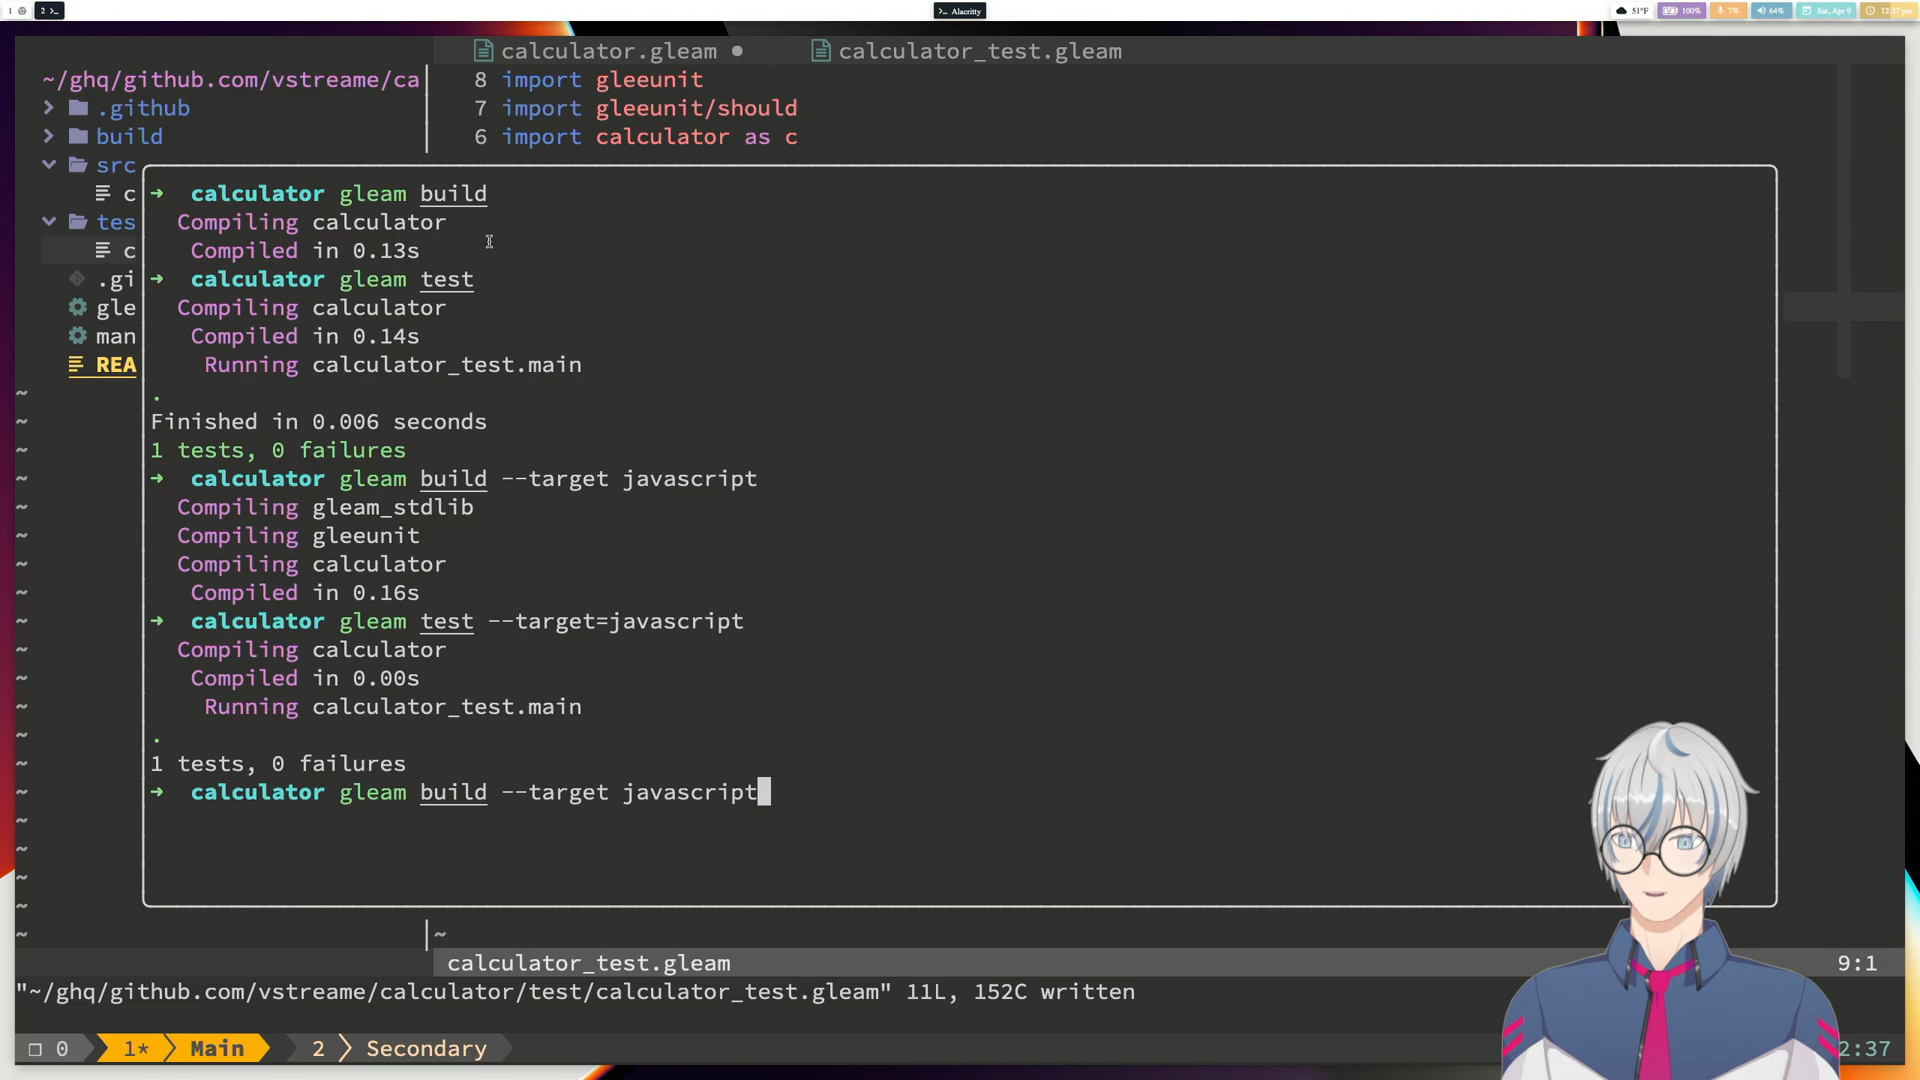 1
2
Alacritty
51°F
100%
7%
64%
Sat, Apr 9
12:37 pm
calculator.gleam ●
calculator_test.gleam
~/ghq/github.com/vstreame/ca
> .github
> build
src
c
tes
c
.gi
gle
man
REA
8 import gleeunit
7 import gleeunit/should
6 import calculator as c
➜ calculator gleam build
Compiling calculator
Compiled in 0.13s
➜ calculator gleam test
Compiling calculator
Compiled in 0.14s
Running calculator_test.main
.
Finished in 0.006 seconds
1 tests, 0 failures
➜ calculator gleam build --target javascript
Compiling gleam_stdlib
Compiling gleeunit
Compiling calculator
Compiled in 0.16s
➜ calculator gleam test --target=javascript
Compiling calculator
Compiled in 0.00s
Running calculator_test.main
.
1 tests, 0 failures
➜ calculator gleam build --target javascript
~
calculator_test.gleam
9:1
"~/ghq/github.com/vstreame/calculator/test/calculator_test.gleam" 11L, 152C written
0
1*
Main
2
Secondary
2:37